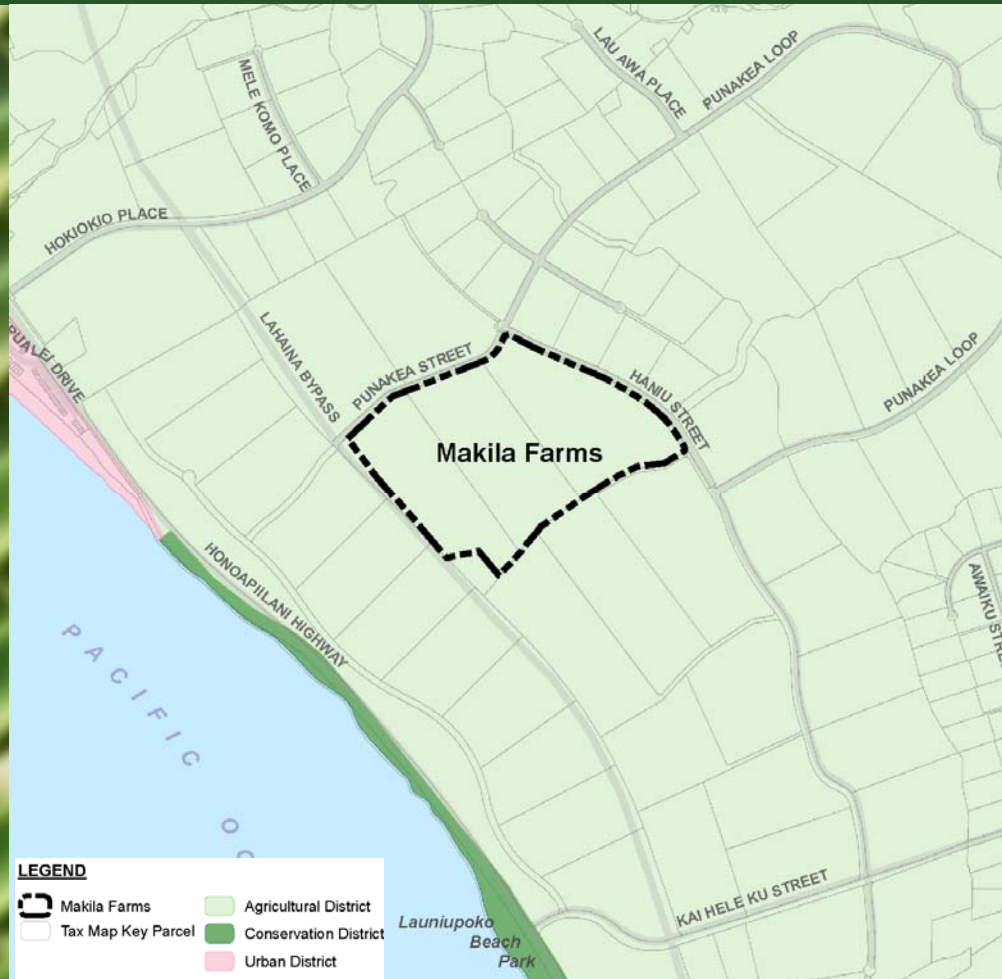 LAU AWA PLACE
PUNAKEA LOOP
MELE KOMO PLACE
HOKIOKIO PLACE
LAHAINA BYPASS
PUNAKEA STREET
HANIU STREET
PUNAKEA LOOP
Makila Farms
DRIVE
HONOAPIILANI HIGHWAY
AWAIKU
PACIFIC
KAI HELE KU STREET
Launiupoko
Beach
Park
LEGEND
Makila Farms
Tax Map Key Parcel
Agricultural District
Conservation District
Urban District